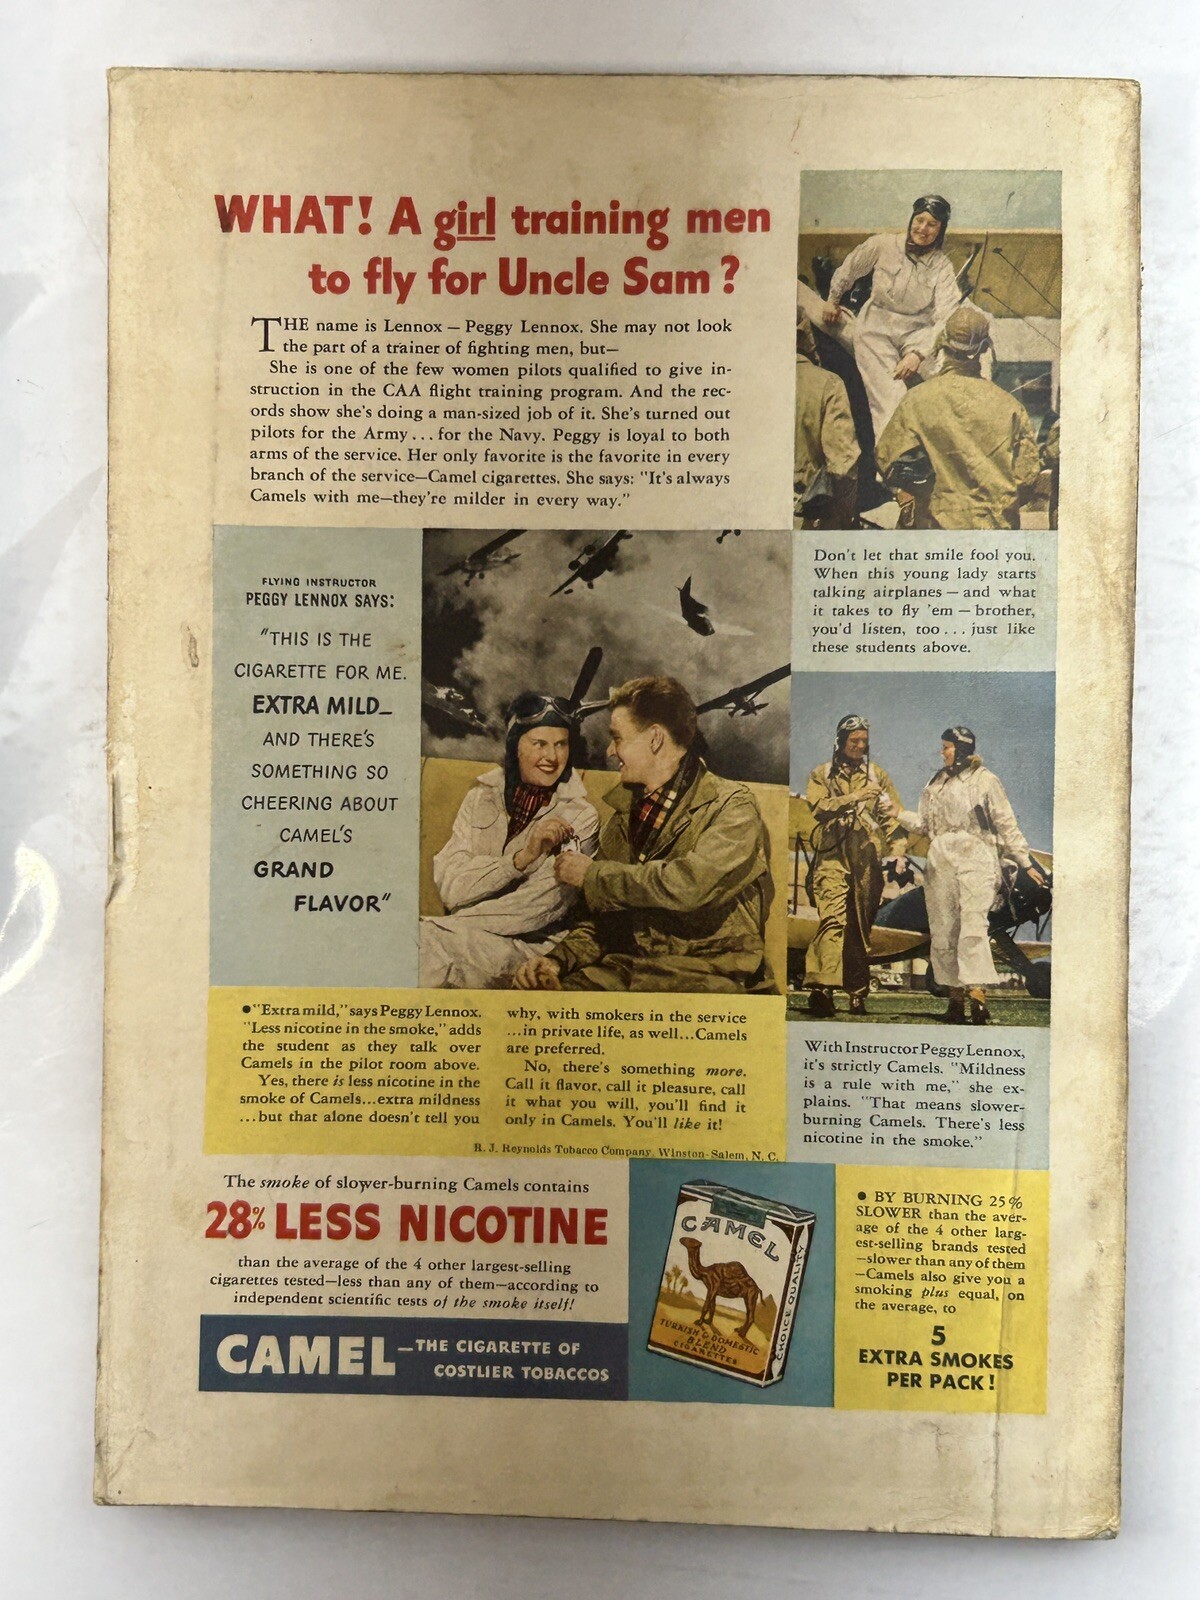 WHAT! A girl training men
to fly for Uncle Sam?
THE name is Lennox — Peggy Lennox. She may not look
the part of a trainer of fighting men, but—
She is one of the few women pilots qualified to give in-
struction in the CAA flight training program. And the rec-
ords show she's doing a man-sized job of it. She's turned out
pilots for the Army...for the Navy. Peggy is loyal to both
arms of the service. Her only favorite is the favorite in every
branch of the service—Camel cigarettes. She says: "It's always
Camels with me—they're milder in every way."
Don't let that smile fool you.
When this young lady starts
talking airplanes — and what
it takes to fly 'em — brother,
you'd listen, too...just like
these students above.
FLYING INSTRUCTOR
PEGGY LENNOX SAYS:
"THIS IS THE
CIGARETTE FOR ME.
EXTRA MILD_
AND THERE'S
SOMETHING SO
CHEERING ABOUT
CAMEL'S
GRAND
FLAVOR"
●"Extra mild," says Peggy Lennox.
"Less nicotine in the smoke," adds
the student as they talk over
Camels in the pilot room above.
Yes, there is less nicotine in the
smoke of Camels...extra mildness
...but that alone doesn't tell you
why, with smokers in the service
...in private life, as well...Camels
are preferred.
No, there's something more.
Call it flavor, call it pleasure, call
it what you will, you'll find it
only in Camels. You'll like it!
R. J. Reynolds Tobacco Company, Winston-Salem, N. C.
With Instructor Peggy Lennox,
it's strictly Camels. "Mildness
is a rule with me," she ex-
plains. "That means slower-
burning Camels. There's less
nicotine in the smoke."
The smoke of slower-burning Camels contains
28% LESS NICOTINE
than the average of the 4 other largest-selling
cigarettes tested—less than any of them—according to
independent scientific tests of the smoke itself!
CAMEL—THE CIGARETTE OF
COSTLIER TOBACCOS
CAMEL
TURKISH & DOMESTIC
BLEND
CIGARETTES
CHOICE QUALITY
● BY BURNING 25%
SLOWER than the aver-
age of the 4 other larg-
est-selling brands tested
—slower than any of them
—Camels also give you a
smoking plus equal, on
the average, to
5
EXTRA SMOKES
PER PACK!